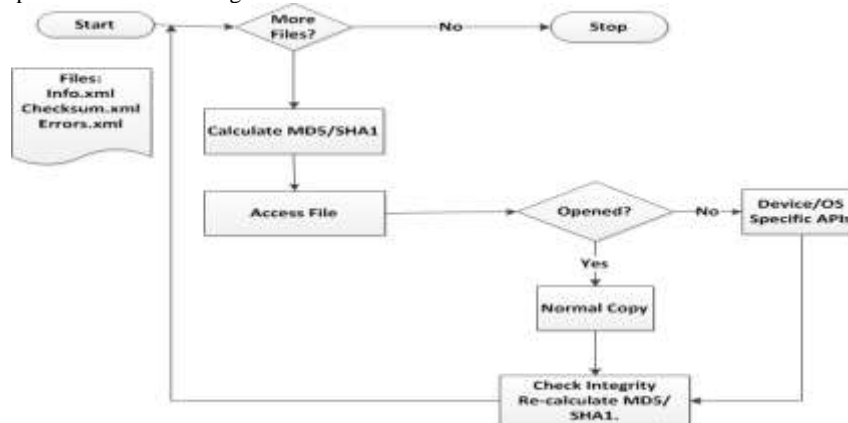 Start
More
Files?
No
Stop
Files:
Info.xml
Checksum.xml
Errors.xml
Calculate MD5/SHA1
Access File
Opened?
No
Device/OS
Specific APIs
Yes
Normal Copy
Check Integrity
Re-calculate MD5/
SHA1.